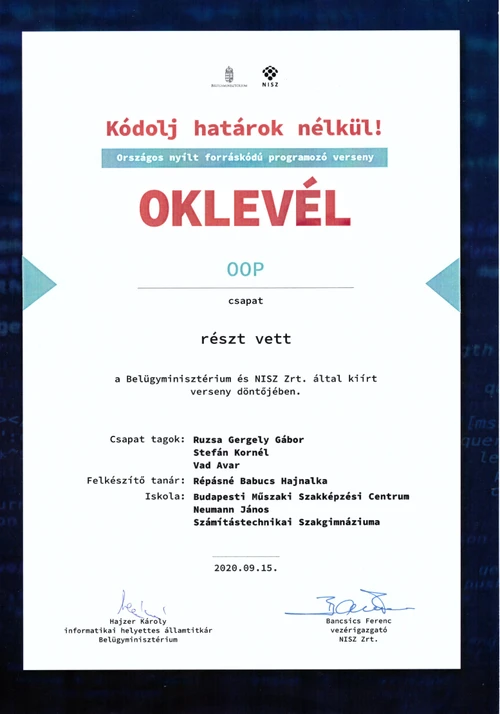 BELÜGYMINISZTÉRIUM
NISZ
Kódolj határok nélkül!
Országos nyílt forráskódú programozó verseny
OKLEVÉL
OOP
csapat
részt vett
a Belügyminisztérium és NISZ Zrt. által kiírt
verseny döntőjében.
Csapat tagok: Ruzsa Gergely Gábor
Stefán Kornél
Vad Avar
Felkészítő tanár: Répásné Babucs Hajnalka
Iskola: Budapesti Műszaki Szakképzési Centrum
Neumann János
Számítástechnikai Szakgimnáziuma
2020.09.15.
Hajzer Károly
informatikai helyettes államtitkár
Belügyminisztérium
Bancsics Ferenc
vezérigazgató
NISZ Zrt.